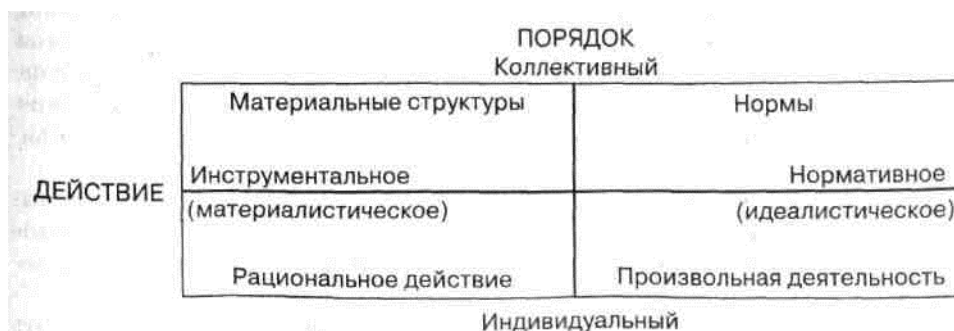 ПОРЯДОК
Коллективный
Материальные структуры Нормы
Инструментальное Нормативное
ДЕЙСТВИЕ
(материалистическое) (идеалистическое)
Рациональное действие Произвольная деятельность
Индивидуальный